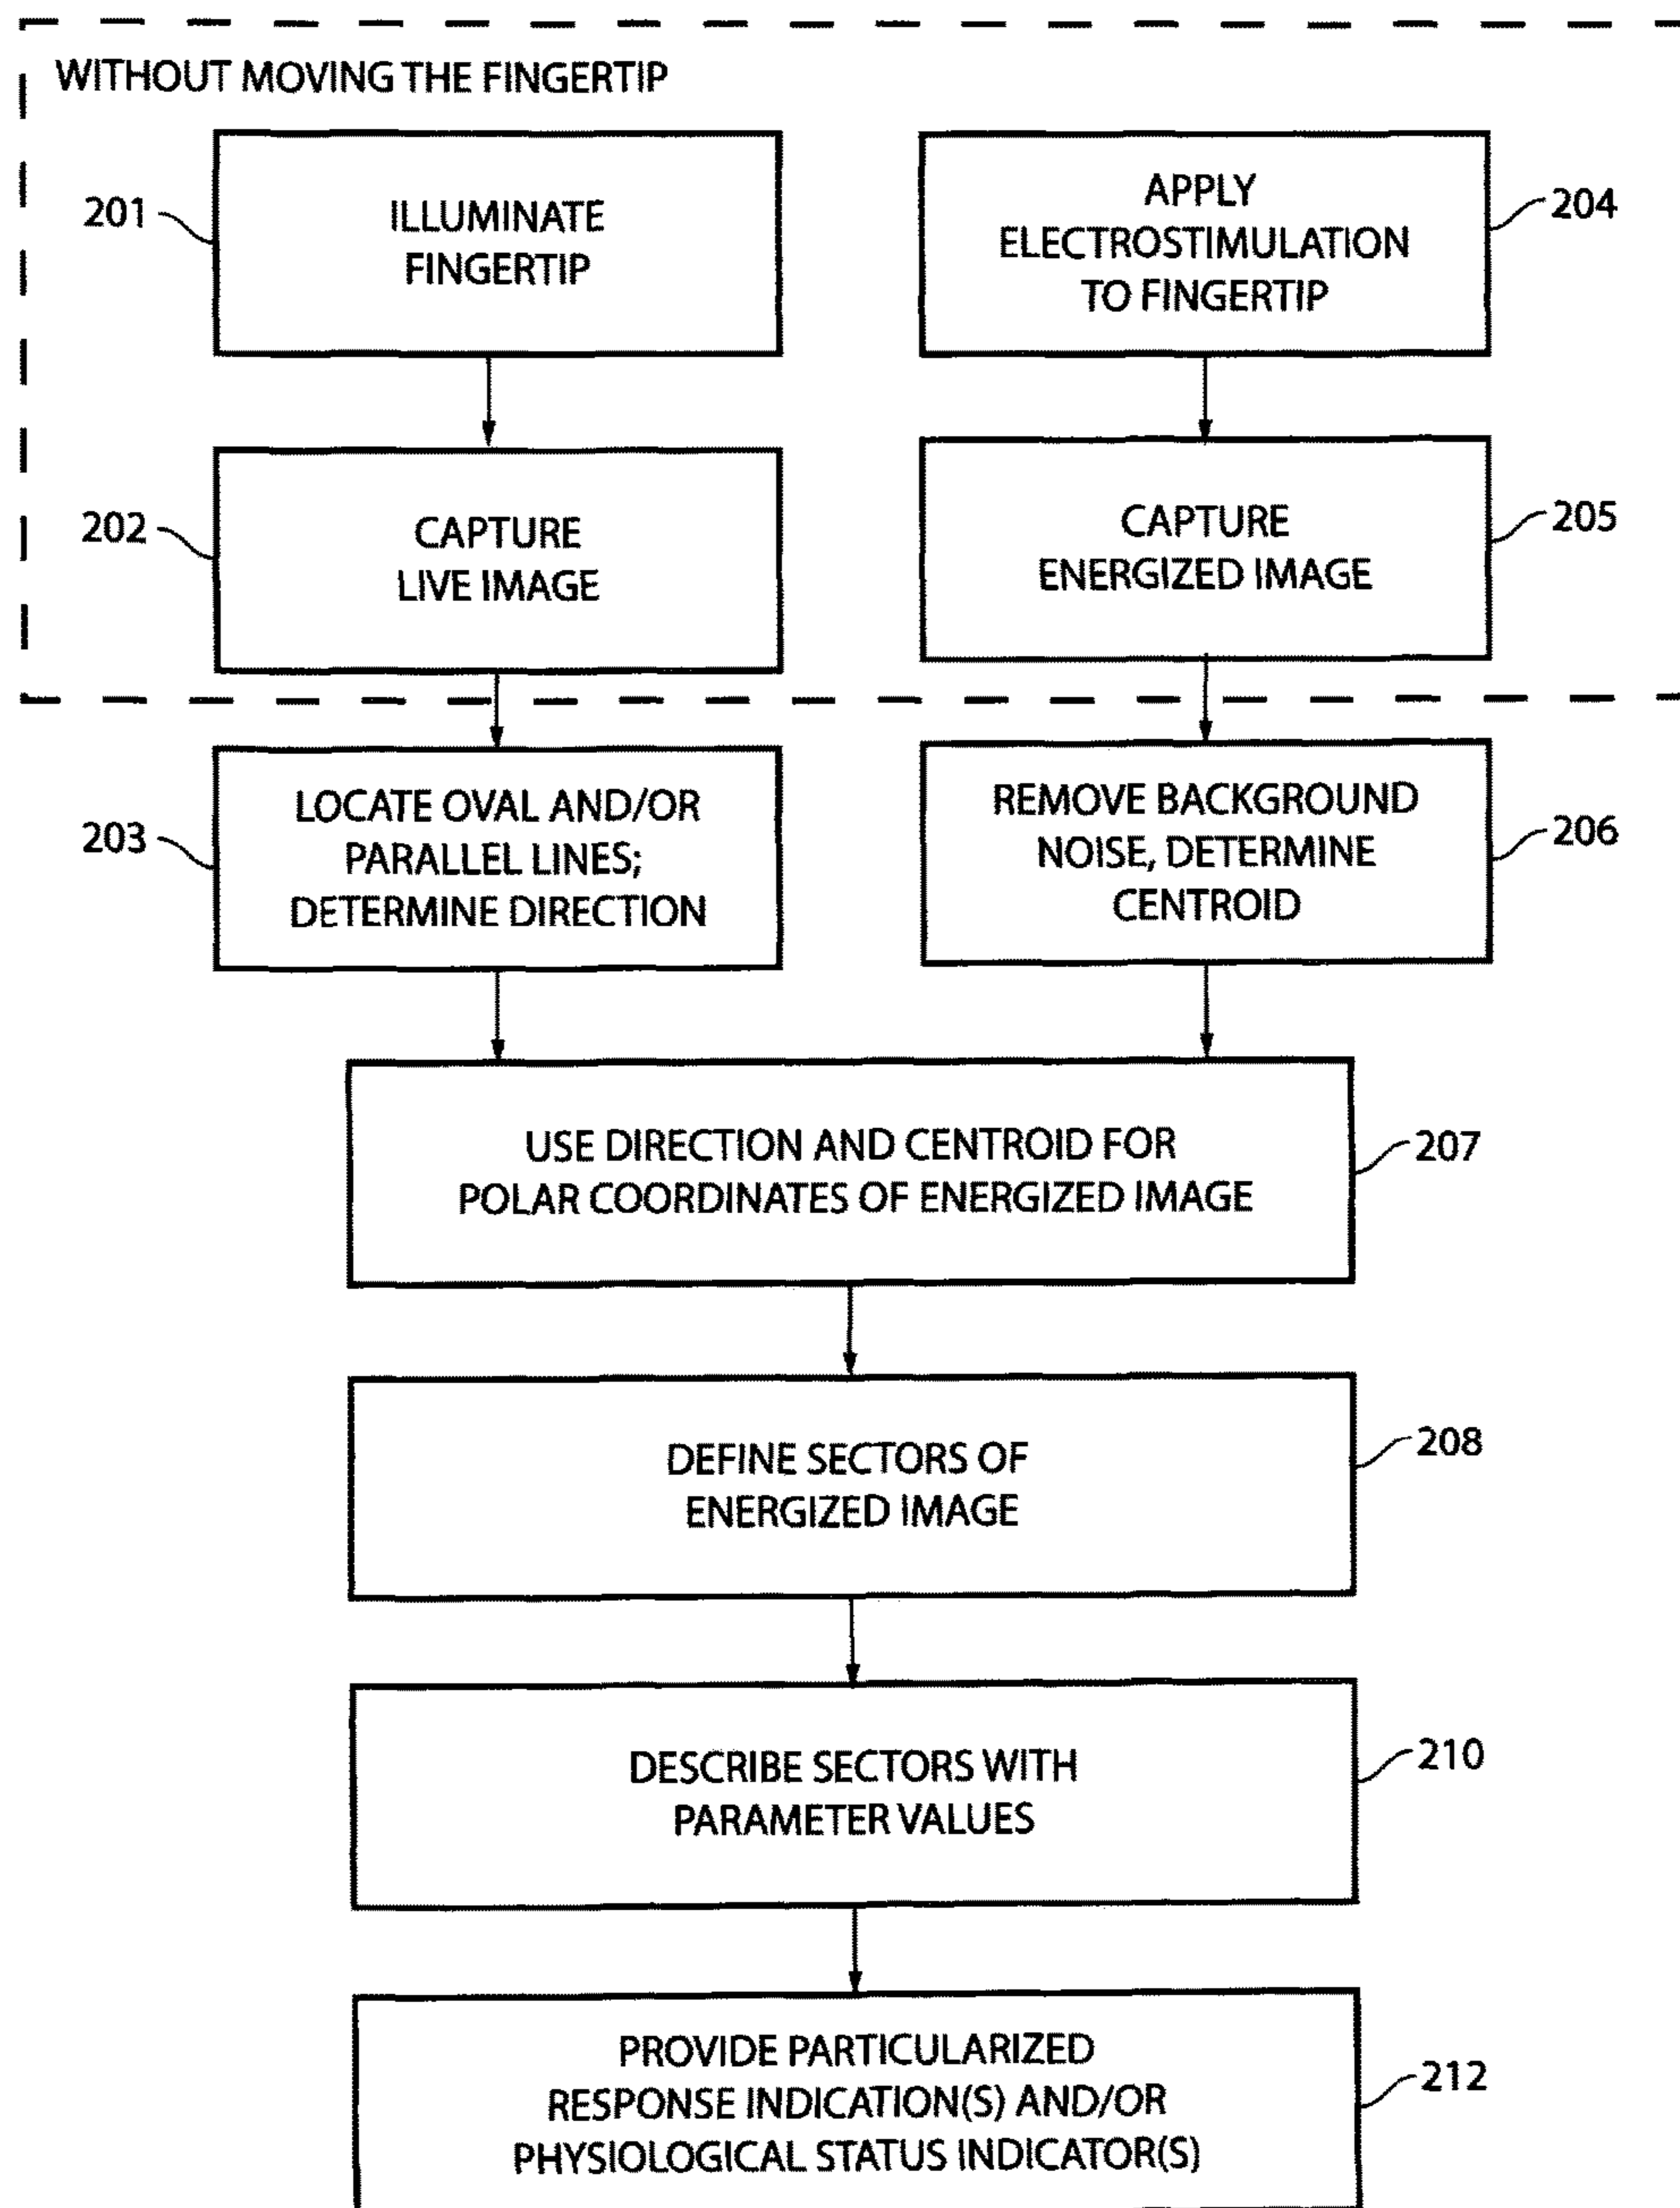 WITHOUT MOVING THE FINGERTIP
201
ILLUMINATE
FINGERTIP
APPLY
ELECTROSTIMULATION
TO FINGERTIP
204
202
CAPTURE
LIVE IMAGE
CAPTURE
ENERGIZED IMAGE
205
203
LOCATE OVAL AND/OR
PARALLEL LINES;
DETERMINE DIRECTION
REMOVE BACKGROUND
NOISE, DETERMINE
CENTROID
206
USE DIRECTION AND CENTROID FOR
POLAR COORDINATES OF ENERGIZED IMAGE
207
DEFINE SECTORS OF
ENERGIZED IMAGE
208
DESCRIBE SECTORS WITH
PARAMETER VALUES
210
PROVIDE PARTICULARIZED
RESPONSE INDICATION(S) AND/OR
PHYSIOLOGICAL STATUS INDICATOR(S)
212